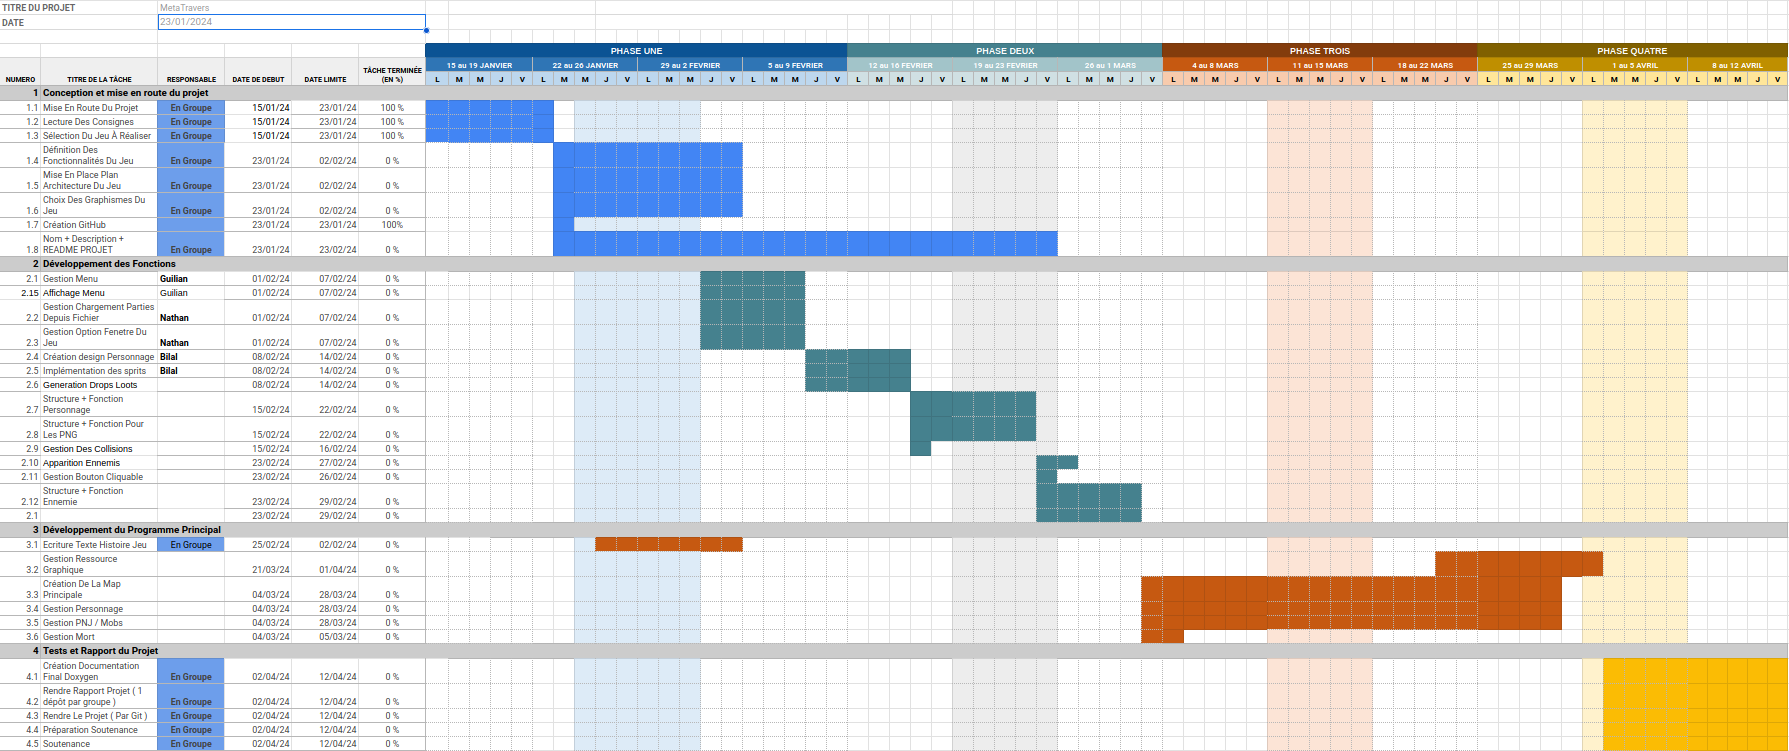 TITRE DU PROJET MetaTravers
DATE 23/01/2024
PHASE UNE PHASE DEUX PHASE TROIS PHASE QUATRE
15 au 19 JANVIER 22 au 26 JANVIER 29 au 2 FEVRIER 5 au 9 FEVRIER 12 au 16 FEVRIER 19 au 23 FEVRIER 26 au 1 MARS 4 au 8 MARS 11 au 15 MARS 18 au 22 MARS 25 au 29 MARS 1 au 5 AVRIL 8 au 12 AVRIL
NUMERO TITRE DE LA TÂCHE RESPONSABLE DATE DE DEBUT DATE LIMITE TÂCHE TERMINÉE (EN %) L M M J V L M M J V L M M J V L M M J V L M M J V L M M J V L M M J V L M M J V L M M J V L M M J V L M M J V L M M J V L M M J V
1 Conception et mise en route du projet
1.1 Mise En Route Du Projet En Groupe 15/01/24 23/01/24 100 %
1.2 Lecture Des Consignes En Groupe 15/01/24 23/01/24 100 %
1.3 Sélection Du Jeu À Réaliser En Groupe 15/01/24 23/01/24 100 %
Définition Des
1.4 Fonctionnalités Du Jeu En Groupe 23/01/24 02/02/24 0 %
Mise En Place Plan
1.5 Architecture Du Jeu En Groupe 23/01/24 02/02/24 0 %
Choix Des Graphismes Du
1.6 Jeu En Groupe 23/01/24 02/02/24 0 %
1.7 Création GitHub 23/01/24 23/01/24 100%
Nom + Description +
1.8 README PROJET En Groupe 23/01/24 23/02/24 0 %
2 Développement des Fonctions
2.1 Gestion Menu Guilian 01/02/24 07/02/24 0 %
2.15 Affichage Menu Guilian 01/02/24 07/02/24 0 %
Gestion Chargement Parties
2.2 Depuis Fichier Nathan 01/02/24 07/02/24 0 %
Gestion Option Fenetre Du
2.3 Jeu Nathan 01/02/24 07/02/24 0 %
2.4 Création design Personnage Bilal 08/02/24 14/02/24 0 %
2.5 Implémentation des sprits Bilal 08/02/24 14/02/24 0 %
2.6 Generation Drops Loots 08/02/24 14/02/24 0 %
Structure + Fonction
2.7 Personnage 15/02/24 22/02/24 0 %
Structure + Fonction Pour
2.8 Les PNG 15/02/24 22/02/24 0 %
2.9 Gestion Des Collisions 15/02/24 16/02/24 0 %
2.10 Apparition Ennemis 23/02/24 27/02/24 0 %
2.11 Gestion Bouton Cliquable 23/02/24 26/02/24 0 %
Structure + Fonction
2.12 Ennemie 23/02/24 29/02/24 0 %
2.1 23/02/24 29/02/24 0 %
3 Développement du Programme Principal
3.1 Ecriture Texte Histoire Jeu En Groupe 25/02/24 02/02/24 0 %
Gestion Ressource
3.2 Graphique 21/03/24 01/04/24 0 %
Création De La Map
3.3 Principale 04/03/24 28/03/24 0 %
3.4 Gestion Personnage 04/03/24 28/03/24 0 %
3.5 Gestion PNJ / Mobs 04/03/24 28/03/24 0 %
3.6 Gestion Mort 04/03/24 05/03/24 0 %
4 Tests et Rapport du Projet
Création Documentation
4.1 Final Doxygen En Groupe 02/04/24 12/04/24 0 %
Rendre Rapport Projet ( 1
4.2 dépôt par groupe ) En Groupe 02/04/24 12/04/24 0 %
4.3 Rendre Le Projet ( Par Git ) En Groupe 02/04/24 12/04/24 0 %
4.4 Préparation Soutenance En Groupe 02/04/24 12/04/24 0 %
4.5 Soutenance En Groupe 02/04/24 12/04/24 0 %